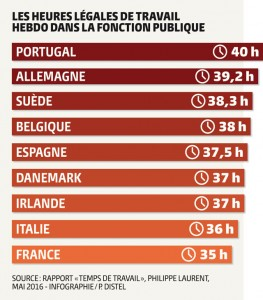 LES HEURES LÉGALES DE TRAVAIL
HEBDO DANS LA FONCTION PUBLIQUE
PORTUGAL 40 h
ALLEMAGNE 39,2 h
SUÈDE 38,3 h
BELGIQUE 38 h
ESPAGNE 37,5 h
DANEMARK 37 h
IRLANDE 37 h
ITALIE 36 h
FRANCE 35 h
SOURCE : RAPPORT « TEMPS DE TRAVAIL », PHILIPPE LAURENT,
MAI 2016 - INFOGRAPHIE / P. DISTEL